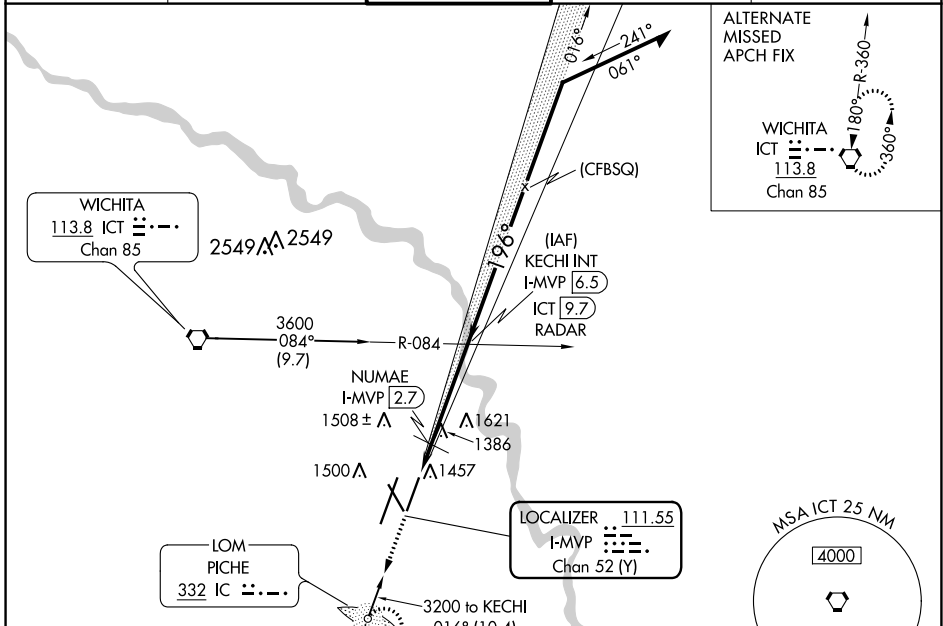 ALTERNATE
MISSED
APCH FIX
R-360
180°
360°
WICHITA
ICT
113.8
Chan 85
016°
241°
061°
(CFBSQ)
WICHITA
113.8 ICT
Chan 85
2549
2549
196°
(IAF)
KECHI INT
I-MVP 6.5
ICT 9.7
RADAR
3600
084°
(9.7)
R-084
NUMAE
I-MVP 2.7
1508 ±
1621
1386
1500
1457
LOCALIZER 111.55
I-MVP
Chan 52 (Y)
MSA ICT 25 NM
4000
LOM
PICHE
332 IC
3200 to KECHI
016° (10.4)